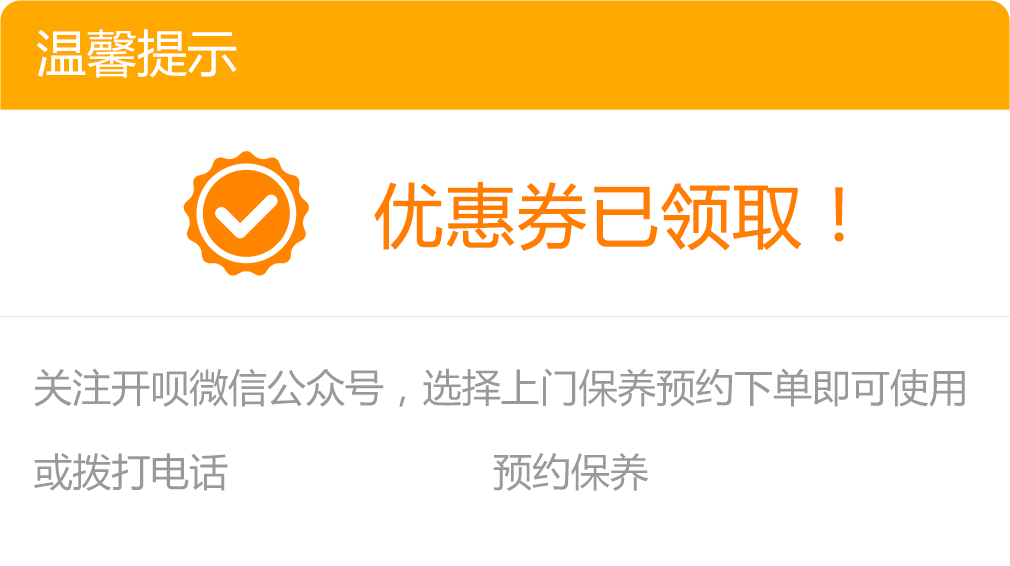 温馨提示
优惠券已领取！
关注开呗微信公众号，选择上门保养预约下单即可使用
或拨打电话 预约保养